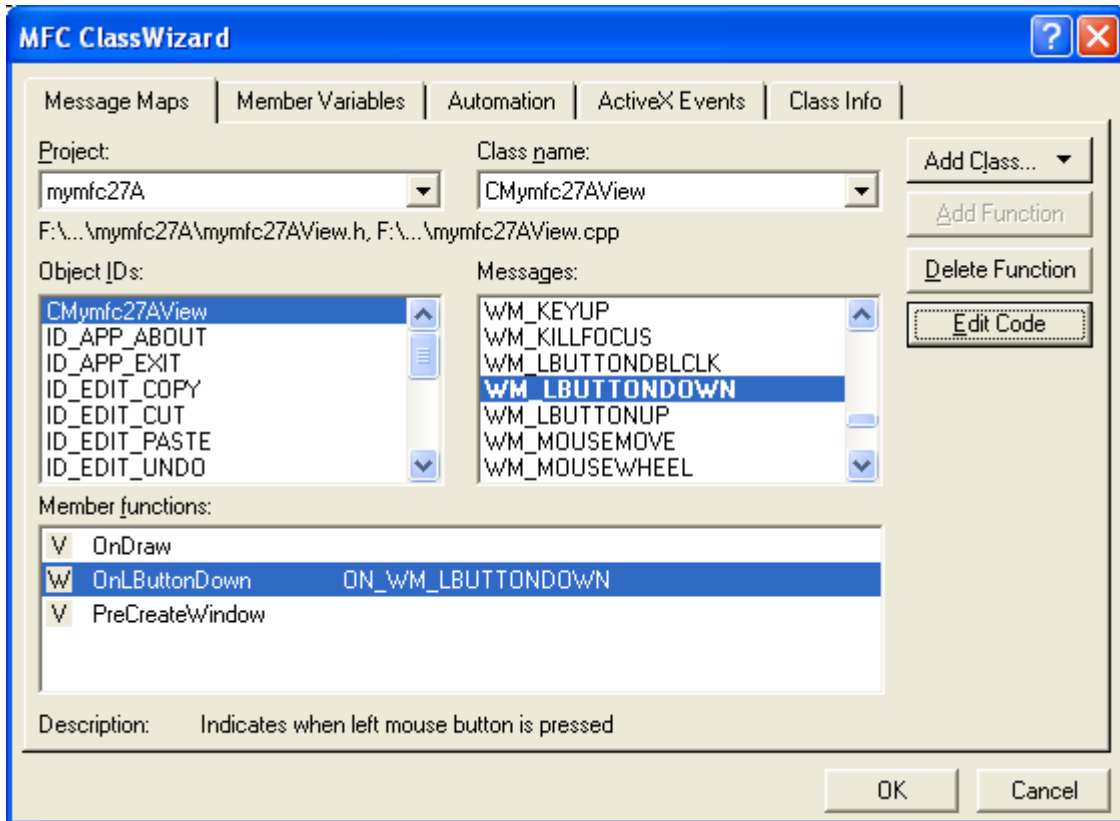 MFC ClassWizard
Message Maps Member Variables Automation ActiveX Events Class Info
Project: Class name:
mymfc27A CMymfc27AView
F:\...\mymfc27A\mymfc27AView.h, F:\...\mymfc27AView.cpp
Add Class...
Add Function
Delete Function
Edit Code
Object IDs:
CMymfc27AView
ID_APP_ABOUT
ID_APP_EXIT
ID_EDIT_COPY
ID_EDIT_CUT
ID_EDIT_PASTE
ID_EDIT_UNDO
Messages:
WM_KEYUP
WM_KILLFOCUS
WM_LBUTTONDBLCLK
WM_LBUTTONDOWN
WM_LBUTTONUP
WM_MOUSEMOVE
WM_MOUSEWHEEL
Member functions:
V OnDraw
W OnLButtonDown ON_WM_LBUTTONDOWN
V PreCreateWindow
Description: Indicates when left mouse button is pressed
OK Cancel